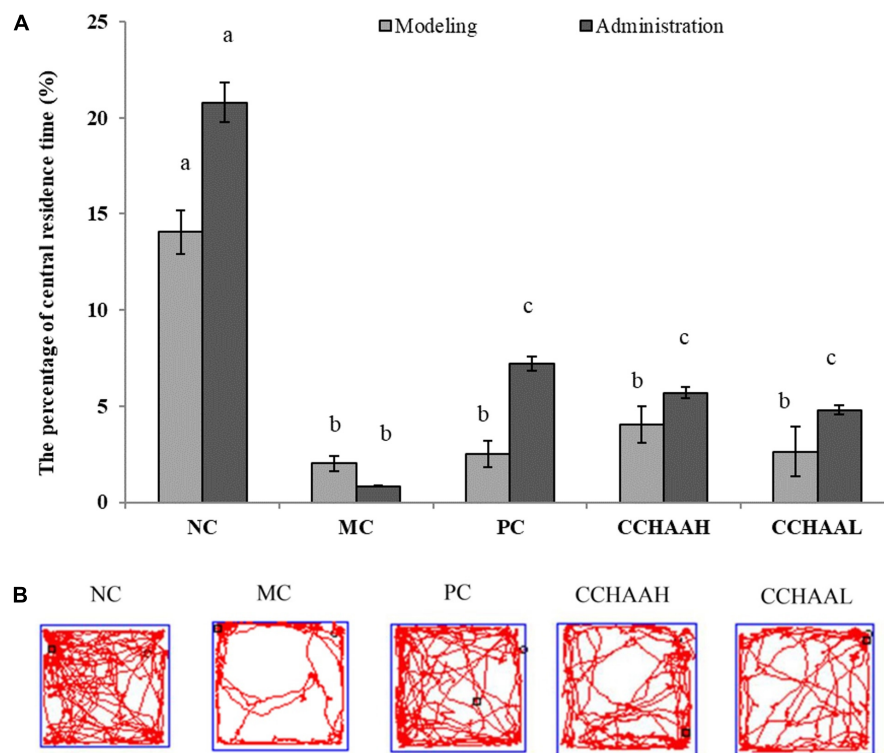 A
25
Modeling
Administration
a
20
a
15
10
c
c
b
c
b
b
b
b
5
0
The percentage of central residence time (%)
NC
MC
PC
CCHAAH
CCHAAL
B
NC
MC
PC
CCHAAH
CCHAAL